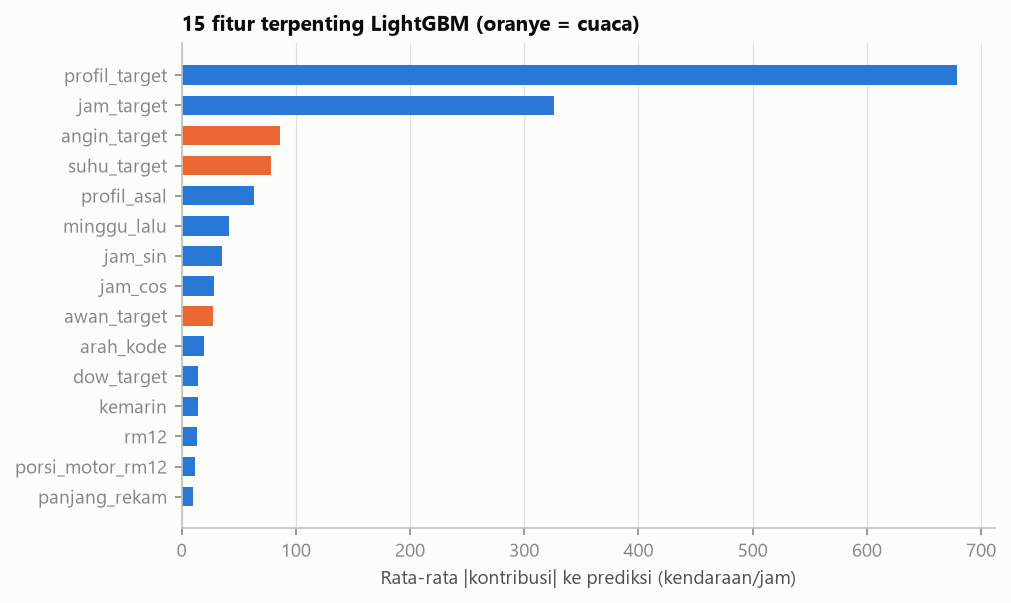 15 fitur terpenting LightGBM (oranye = cuaca)
profil_target
jam_target
angin_target
suhu_target
profil_asal
minggu_lalu
jam_sin
jam_cos
awan_target
arah_kode
dow_target
kemarin
rm12
porsi_motor_rm12
panjang_rekam
0 100 200 300 400 500 600 700
Rata-rata |kontribusi| ke prediksi (kendaraan/jam)